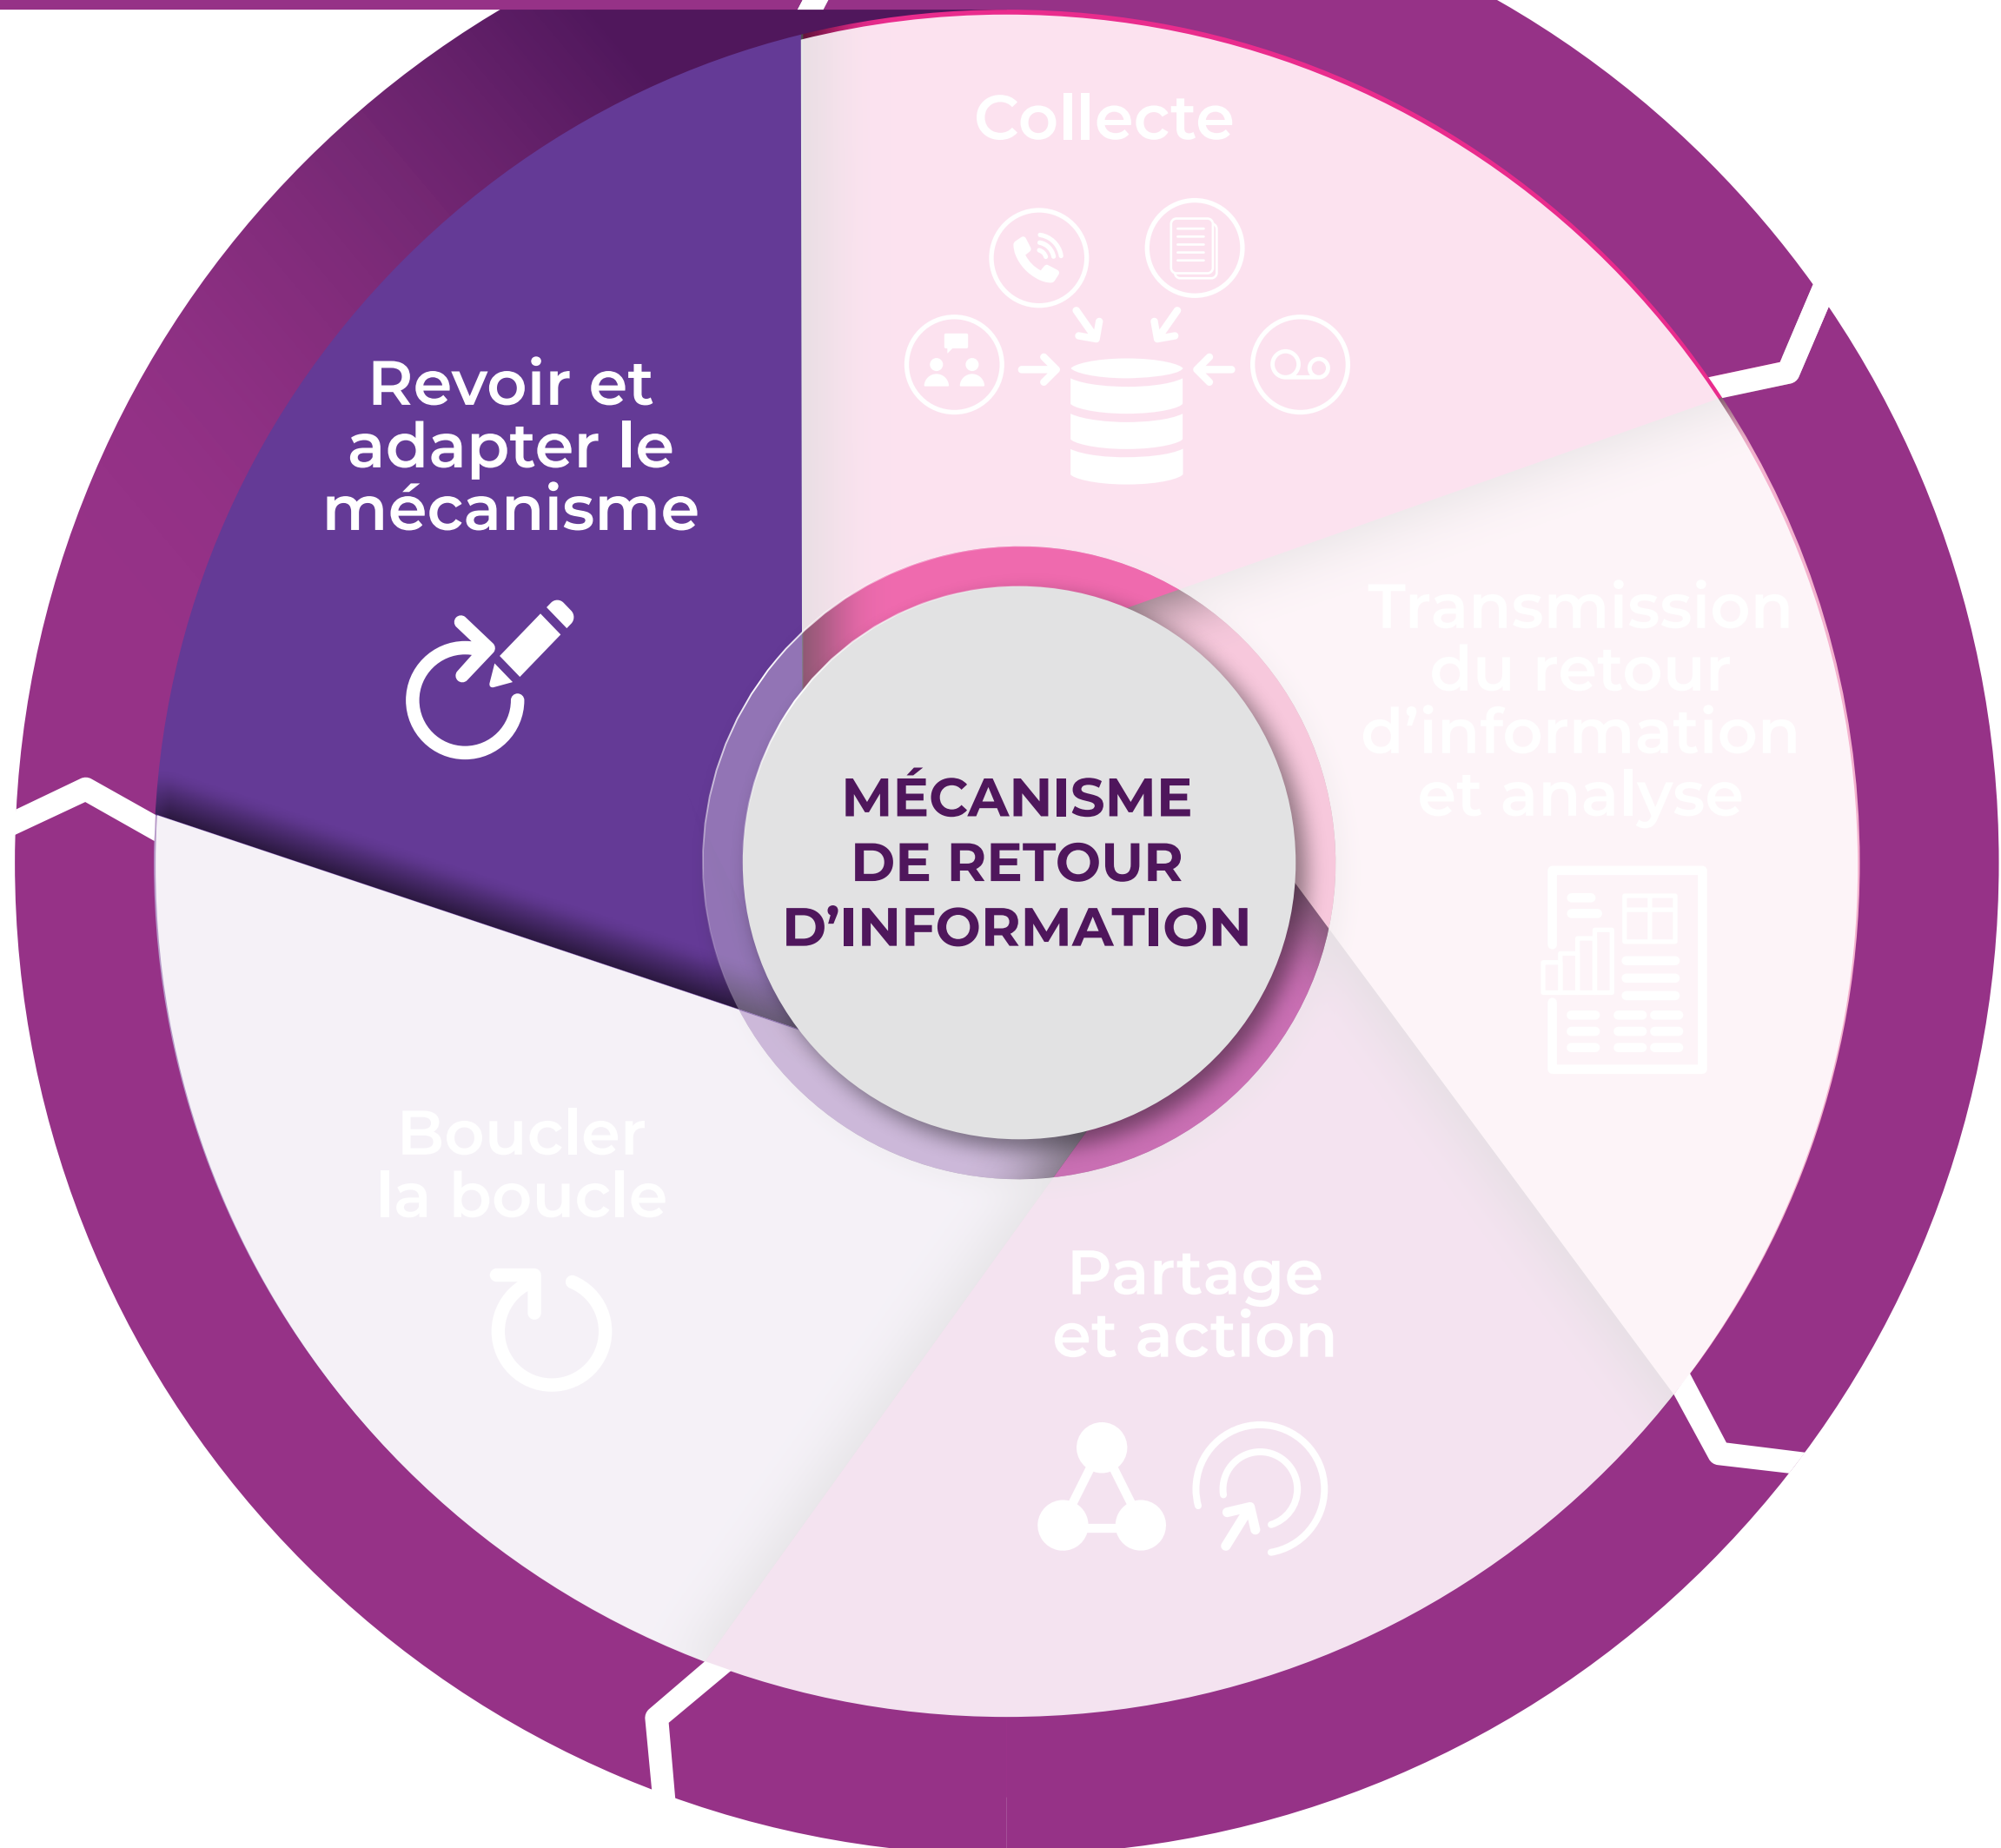 Collecte
Transmission
du retour
d'information
et analyse
Partage
et action
Boucler
la boucle
Revoir et
adapter le
mécanisme
MÉCANISME
DE RETOUR
D'INFORMATION